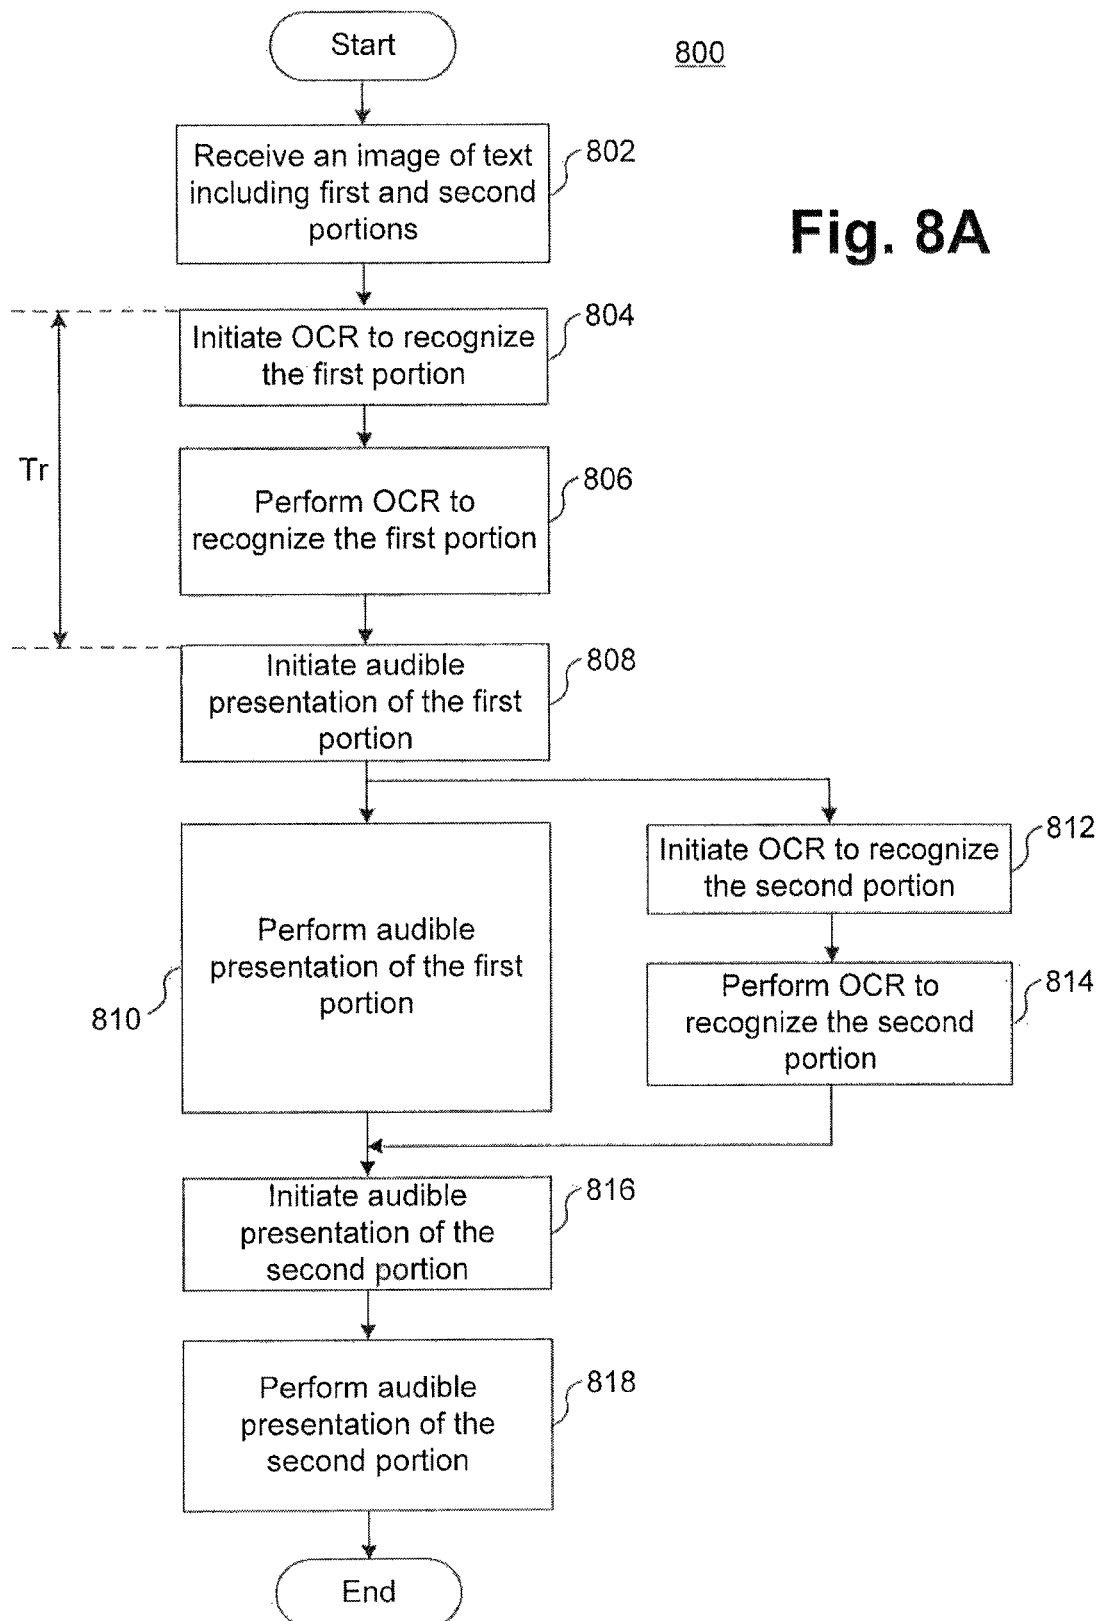 Start
800
Receive an image of text
including first and second
portions
802
Fig. 8A
Initiate OCR to recognize
the first portion
804
Tr
Perform OCR to
recognize the first portion
806
Initiate audible
presentation of the first
portion
808
Perform audible
presentation of the first
portion
810
Initiate OCR to recognize
the second portion
812
Perform OCR to
recognize the second
portion
814
Initiate audible
presentation of the
second portion
816
Perform audible
presentation of the
second portion
818
End